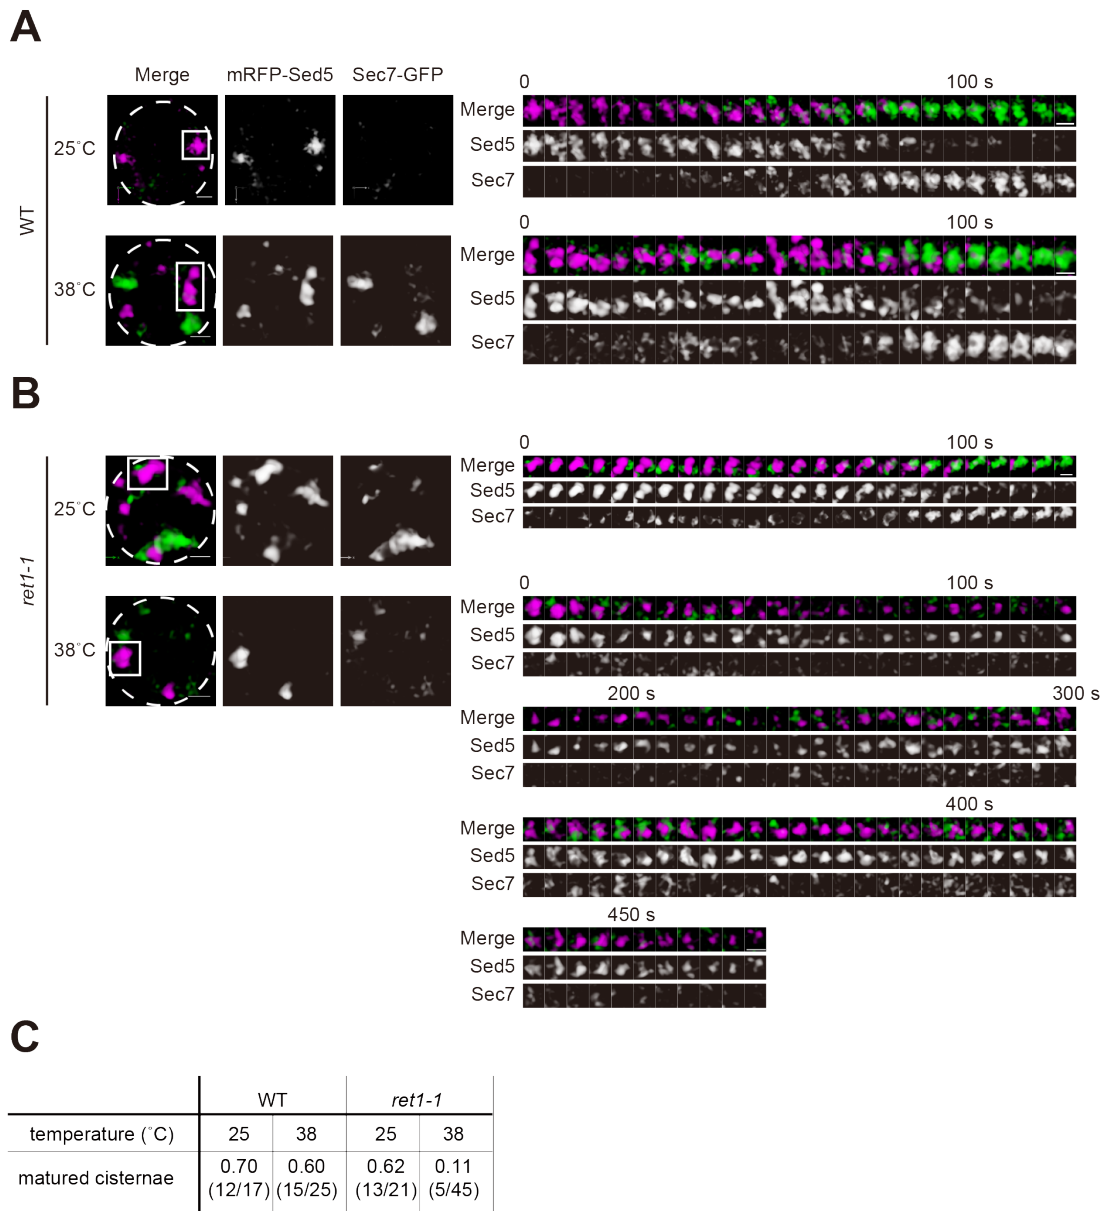 A
Merge mRFP-Sed5 Sec7-GFP
0 100 s
WT
25°C
Merge
Sed5
Sec7
0 100 s
38°C
Merge
Sed5
Sec7
B
0 100 s
ret1-1
25°C
Merge
Sed5
Sec7
0 100 s
38°C
Merge
Sed5
Sec7
200 s 300 s
Merge
Sed5
Sec7
400 s
Merge
Sed5
Sec7
450 s
Merge
Sed5
Sec7
C
WT ret1-1
temperature (°C) 25 38 25 38
matured cisternae 0.70 0.60 0.62 0.11
(12/17) (15/25) (13/21) (5/45)